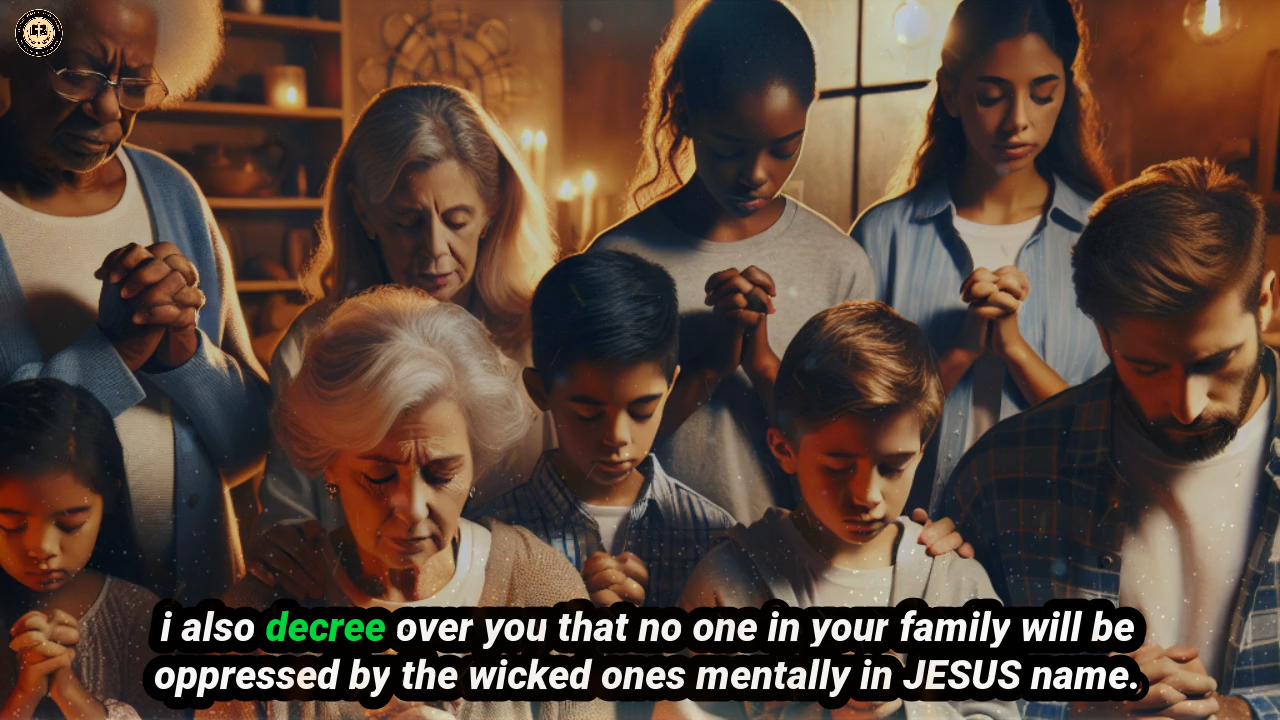 i also decree over you that no one in your family will be
oppressed by the wicked ones mentally in JESUS name.